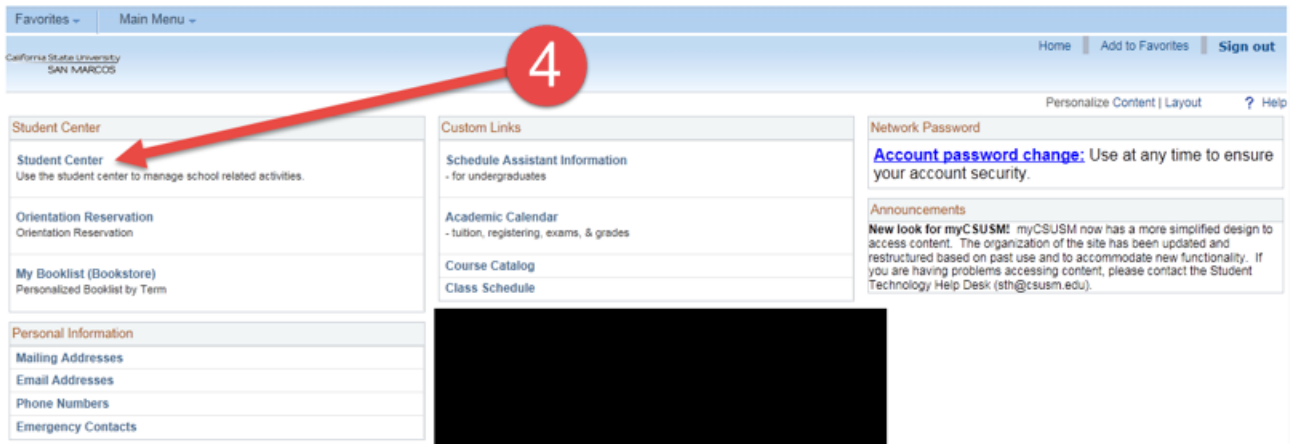 Favorites Main Menu
California State University
SAN MARCOS
4
Home Add to Favorites Sign out
Personalize Content | Layout ? Help
Student Center
Student Center
Use the student center to manage school related activities.
Orientation Reservation
Orientation Reservation
My Booklist (Bookstore)
Personalized Booklist by Term
Personal Information
Mailing Addresses
Email Addresses
Phone Numbers
Emergency Contacts
Custom Links
Schedule Assistant Information
- for undergraduates
Academic Calendar
- tuition, registering, exams, & grades
Course Catalog
Class Schedule
Network Password
Account password change: Use at any time to ensure
your account security.
Announcements
New look for myCSUSM! myCSUSM now has a more simplified design to
access content. The organization of the site has been updated and
restructured based on past use and to accommodate new functionality. If
you are having problems accessing content, please contact the Student
Technology Help Desk (sth@csusm.edu).